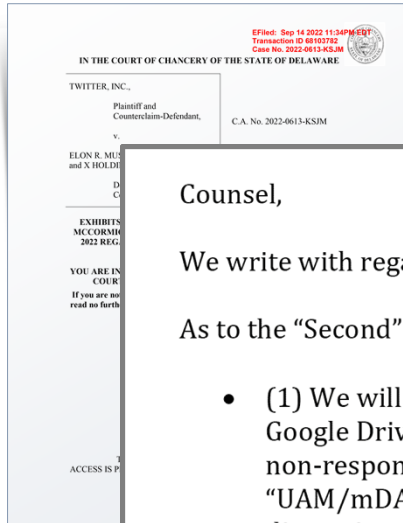 EFiled: Sep 14 2022 11:34PM EDT
Transaction ID 68103782
Case No. 2022-0613-KSJM
IN THE COURT OF CHANCERY OF THE STATE OF DELAWARE
TWITTER, INC.,
Plaintiff and
Counterclaim-Defendant,
v.
C.A. No. 2022-0613-KSJM
ELON R. MUS
and X HOLDI
D
C
EXHIBITS
MCCORMI
2022 REG
YOU ARE IN
COUR
If you are no
read no furth
T
ACCESS IS P
Counsel,
We write with rega
As to the “Second”
• (1) We will
Google Driv
non-respon
“UAM/mDA